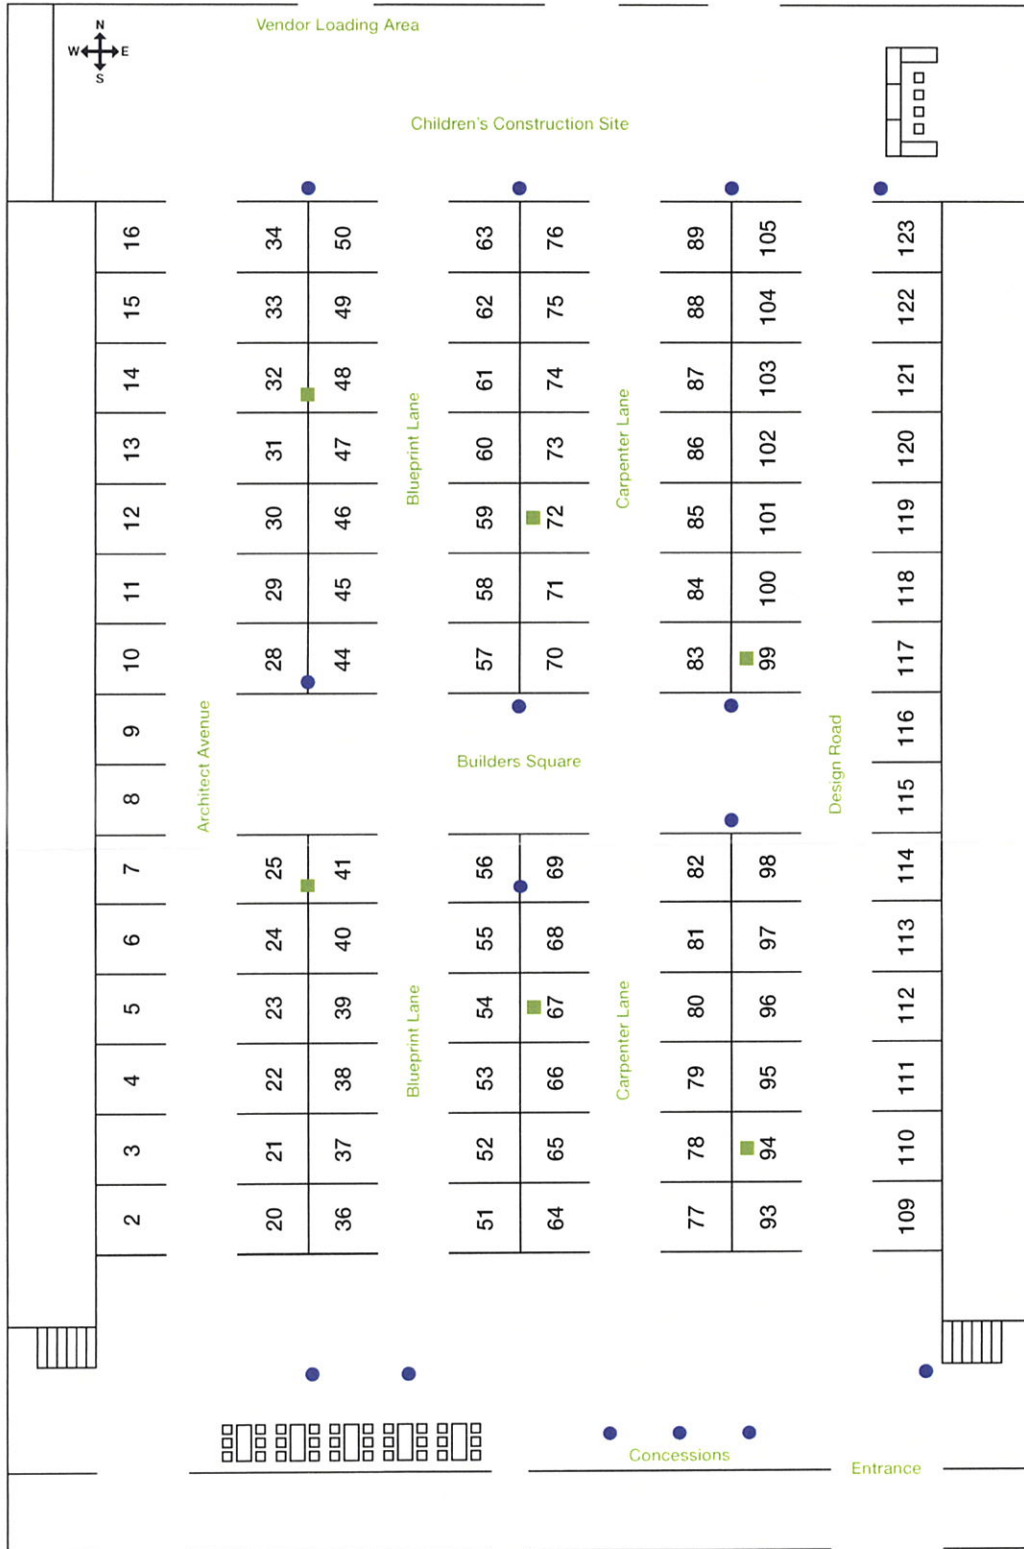 Vendor Loading Area
N
W E
S
Children's Construction Site
16 34 50 63 76 89 105 123
15 33 49 62 75 88 104 122
14 32 48 61 74 87 103 121
Blueprint Lane
Carpenter Lane
13 31 47 60 73 86 102 120
12 30 46 59 72 85 101 119
11 29 45 58 71 84 100 118
10 28 44 57 70 83 99 117
9 116
Architect Avenue
Builders Square
Design Road
8 115
7 25 41 56 69 82 98 114
6 24 40 55 68 81 97 113
5 23 39 54 67 80 96 112
Blueprint Lane
Carpenter Lane
4 22 38 53 66 79 95 111
3 21 37 52 65 78 94 110
2 20 36 51 64 77 93 109
Concessions
Entrance